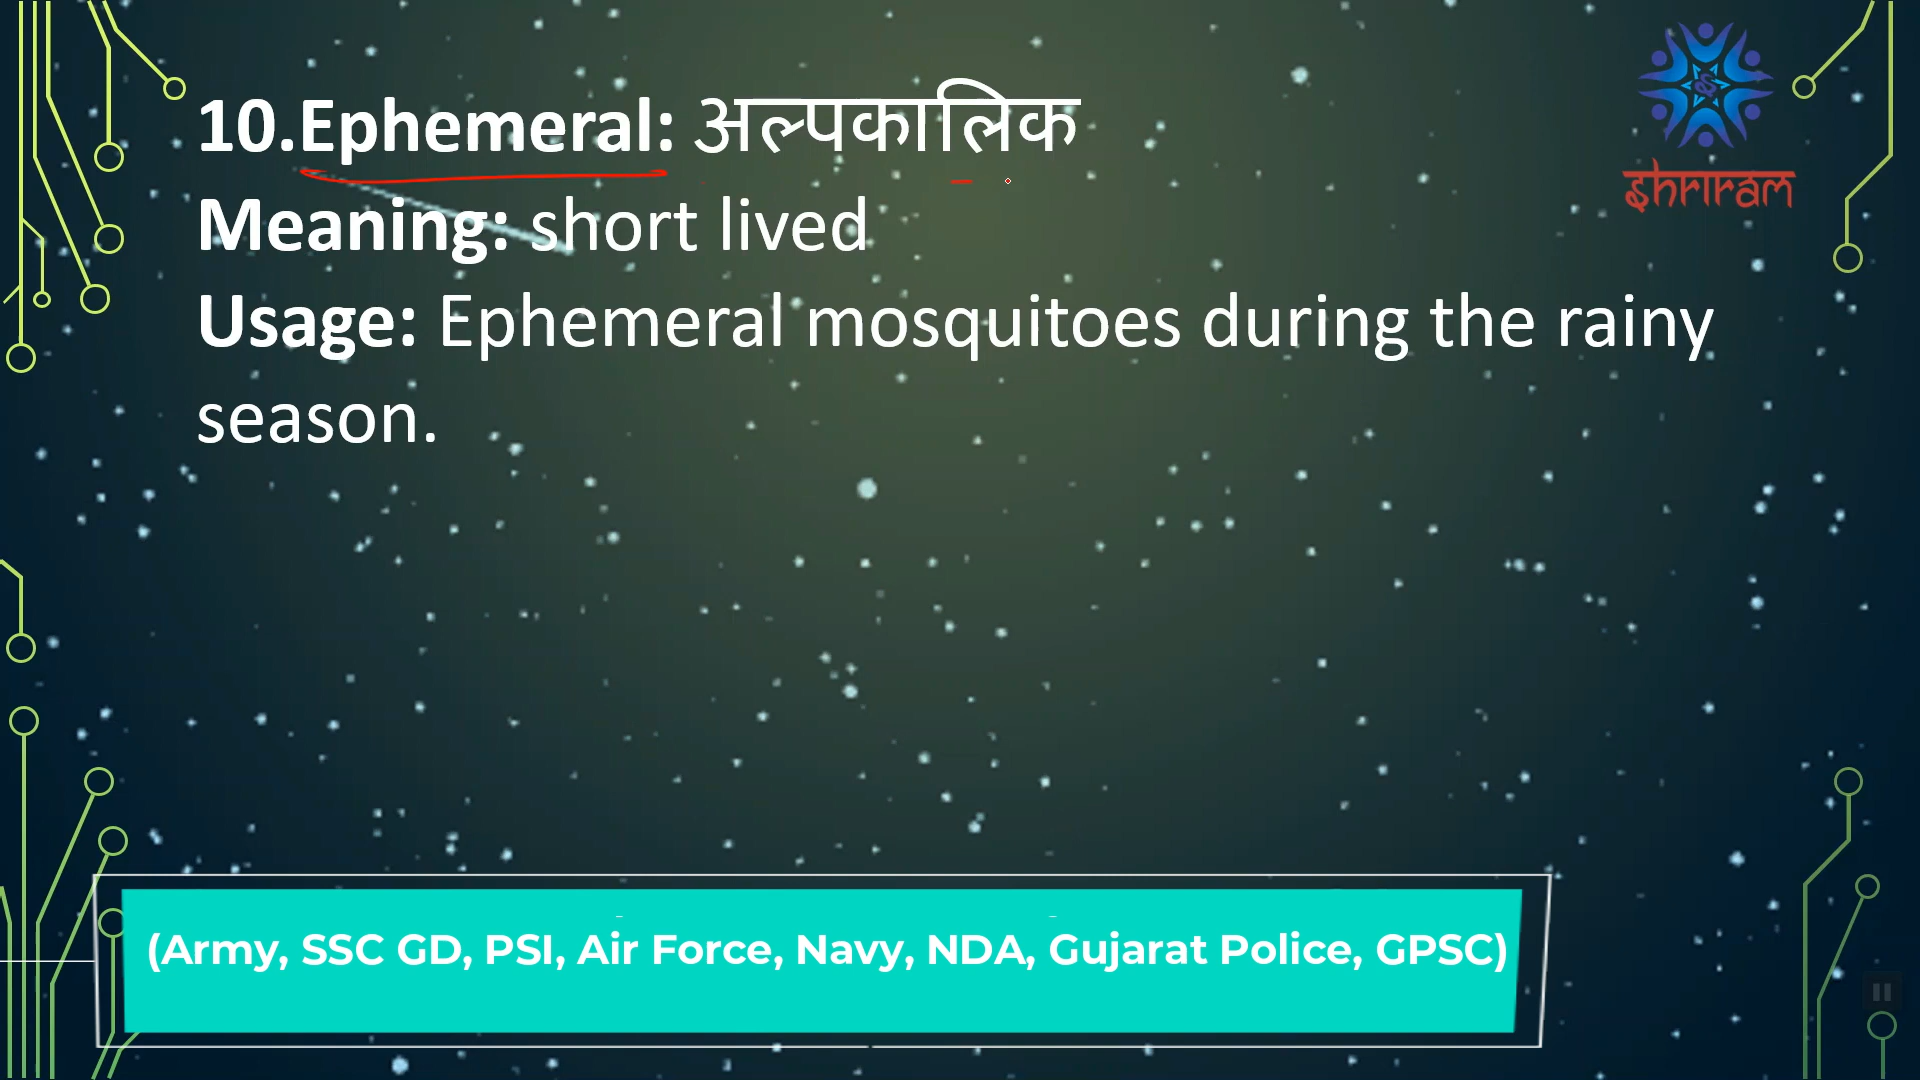 10.Ephemeral: अल्पकालिक
Meaning: short lived
Usage: Ephemeral mosquitoes during the rainy
season.
shriram
(Army, SSC GD, PSI, Air Force, Navy, NDA, Gujarat Police, GPSC)